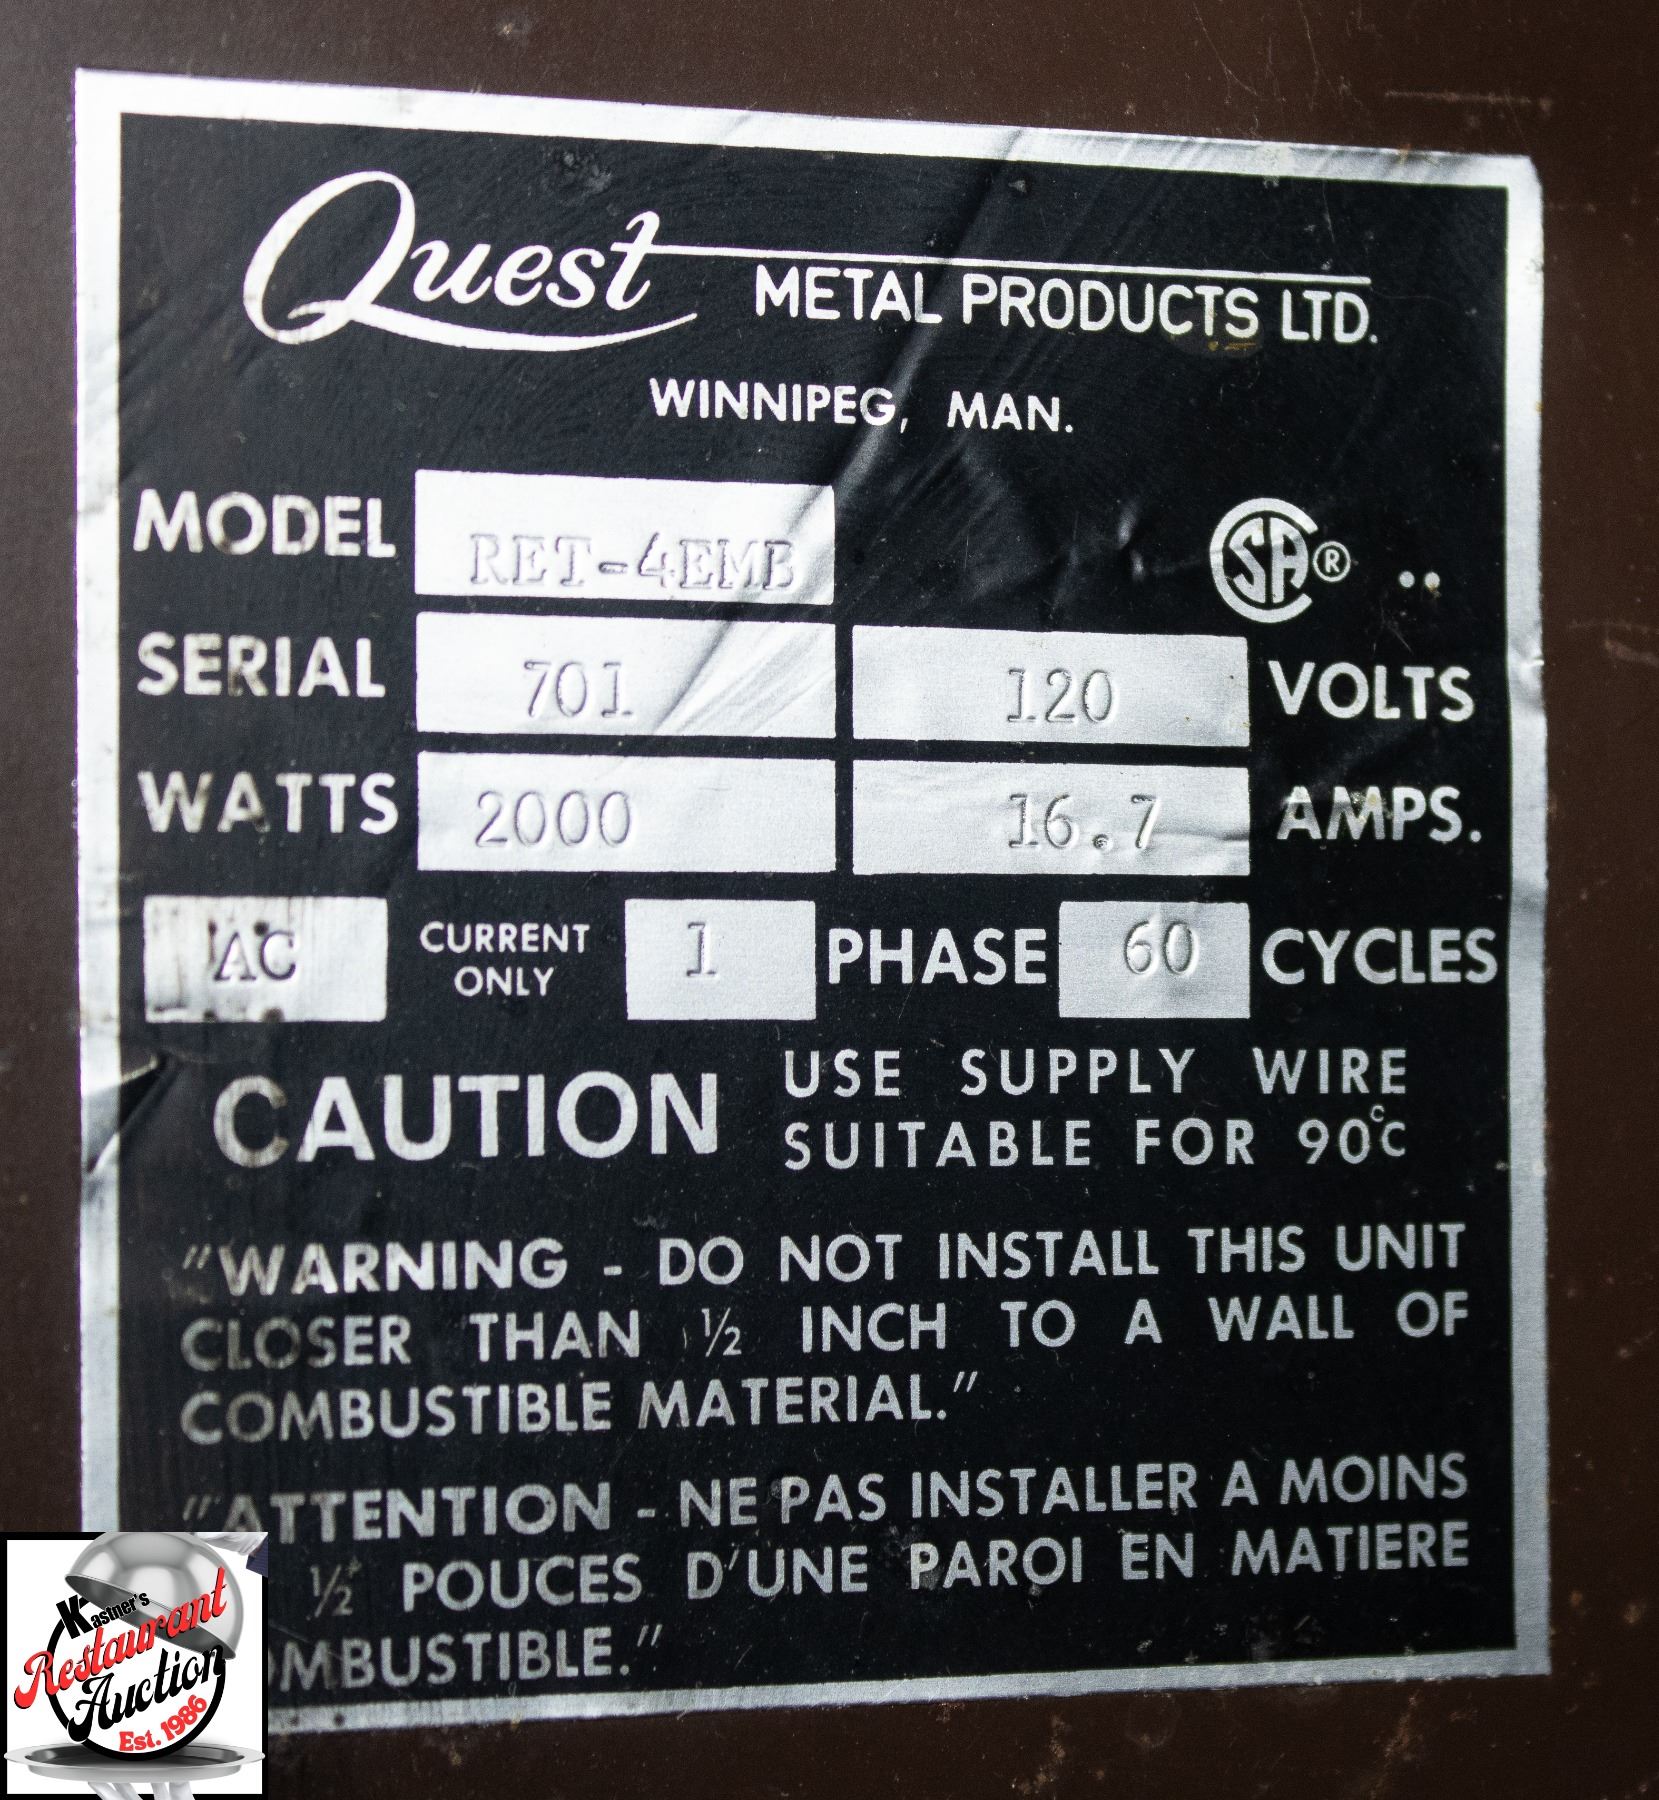 Quest METAL PRODUCTS LTD.
WINNIPEG, MAN.
MODEL RET-4EMB
CSA® ..
SERIAL 701 120 VOLTS
WATTS 2000 16.7 AMPS.
AC CURRENT ONLY 1 PHASE 60 CYCLES
CAUTION USE SUPPLY WIRE
SUITABLE FOR 90°C
"WARNING - DO NOT INSTALL THIS UNIT
CLOSER THAN ½ INCH TO A WALL OF
COMBUSTIBLE MATERIAL."
"ATTENTION - NE PAS INSTALLER A MOINS
½ POUCES D'UNE PAROI EN MATIERE
OMBUSTIBLE."
Kastner's
Restaurant
Auction
Est. 1986